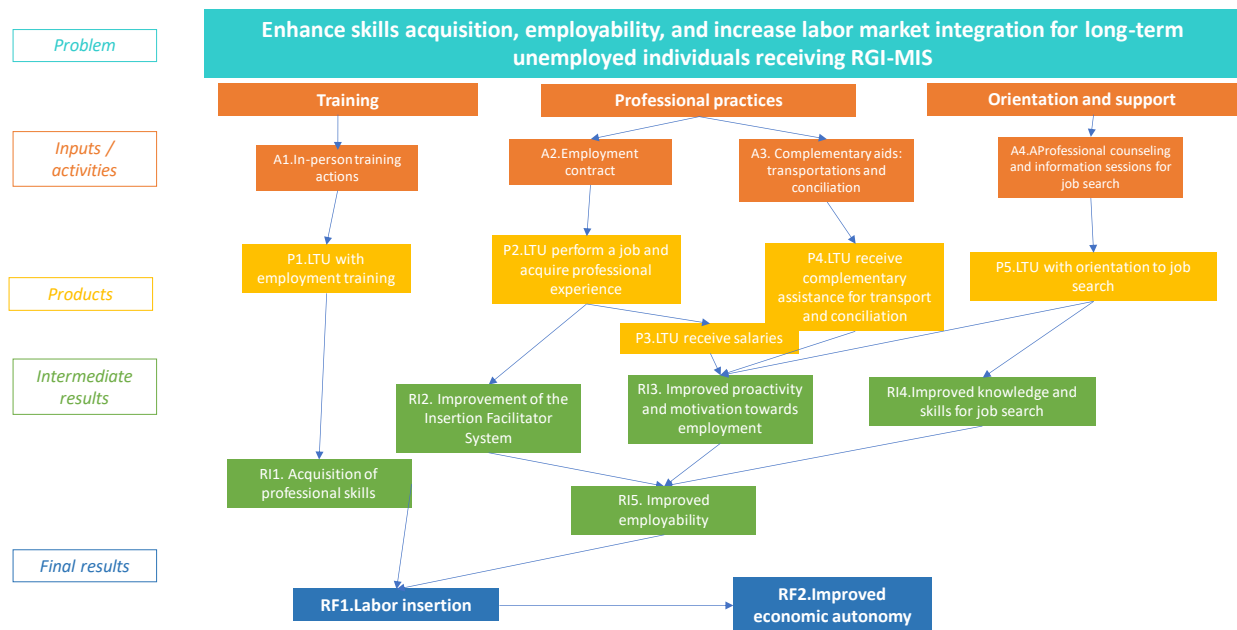 Problem
Enhance skills acquisition, employability, and increase labor market integration for long-term
unemployed individuals receiving RGI-MIS
Training
Professional practices
Orientation and support
Inputs /
activities
A1.In-person training
actions
A2.Employment
contract
A3. Complementary aids:
transportations and
conciliation
A4.AProfessional counseling
and information sessions for
job search
Products
P1.LTU with
employment training
P2.LTU perform a job and
acquire professional
experience
P4.LTU receive
complementary
assistance for transport
and conciliation
P5.LTU with orientation to job
search
P3.LTU receive salaries
Intermediate
results
RI2. Improvement of the
Insertion Facilitator
System
RI3. Improved proactivity
and motivation towards
employment
RI4.Improved knowledge and
skills for job search
RI1. Acquisition of
professional skills
RI5. Improved
employability
Final results
RF1.Labor insertion
RF2.Improved
economic autonomy